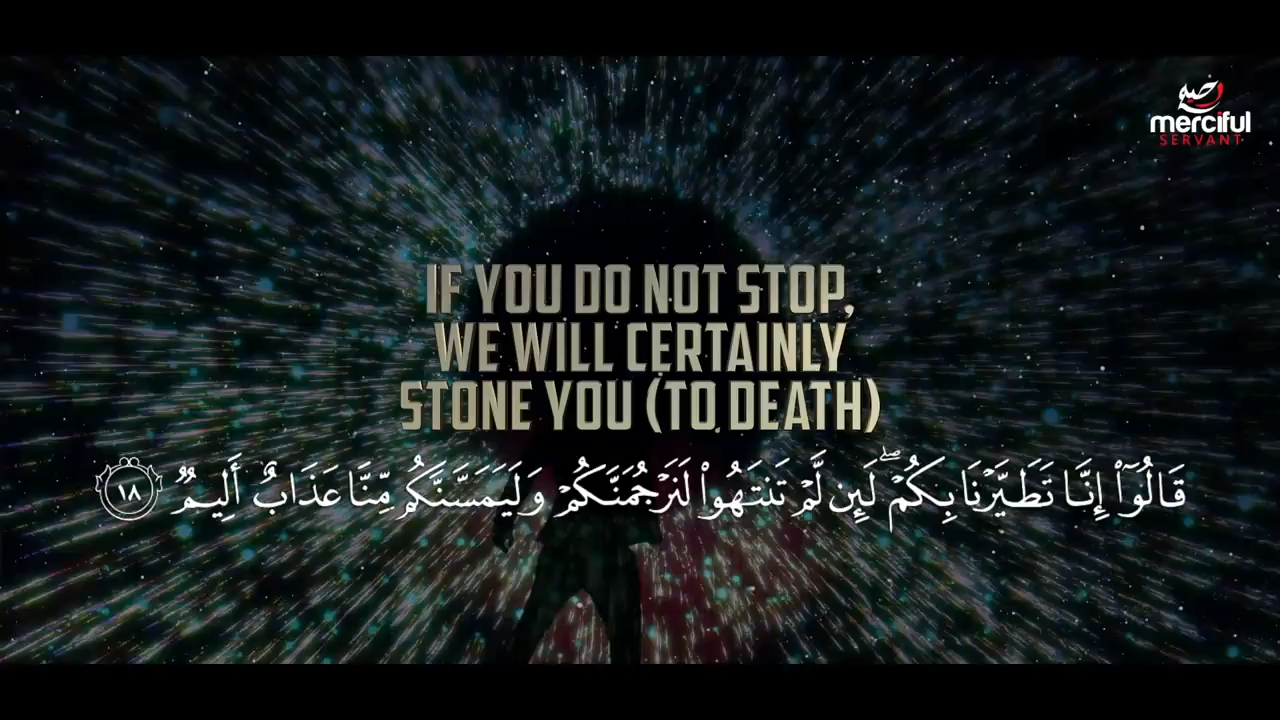 merciful
SERVANT
IF YOU DO NOT STOP,
WE WILL CERTAINLY
STONE YOU (TO DEATH)
قَالُوٓا۟ إِنَّا تَطَيَّرْنَا بِكُمْ ۖ لَئِن لَّمْ تَنتَهُوا۟ لَنَرْجُمَنَّكُمْ وَلَيَمَسَّنَّكُم مِّنَّا عَذَابٌ أَلِيمٌ ١٨